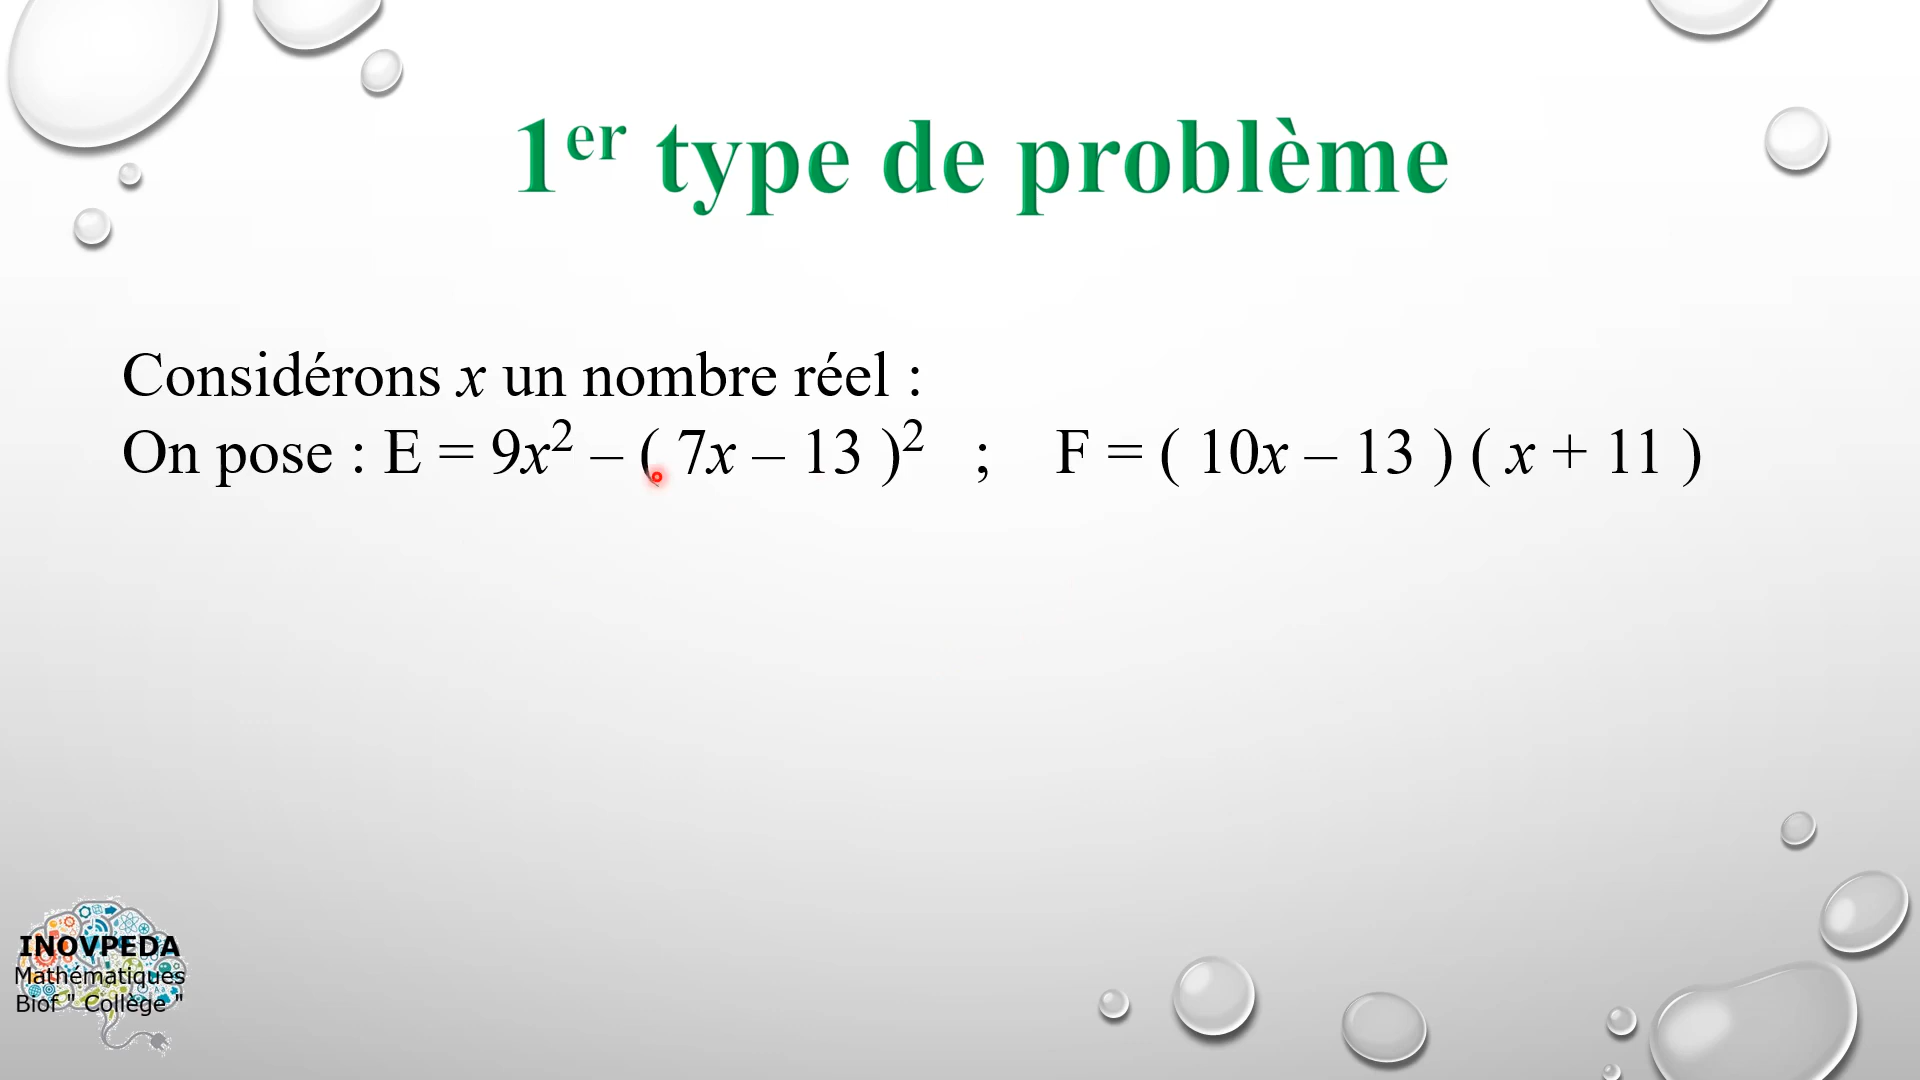 1er type de problème
Considérons x un nombre réel :
On pose : E = 9x² – ( 7x – 13 )² ; F = ( 10x – 13 ) ( x + 11 )
INOVPEDA
Mathématiques
Biof " Collège "